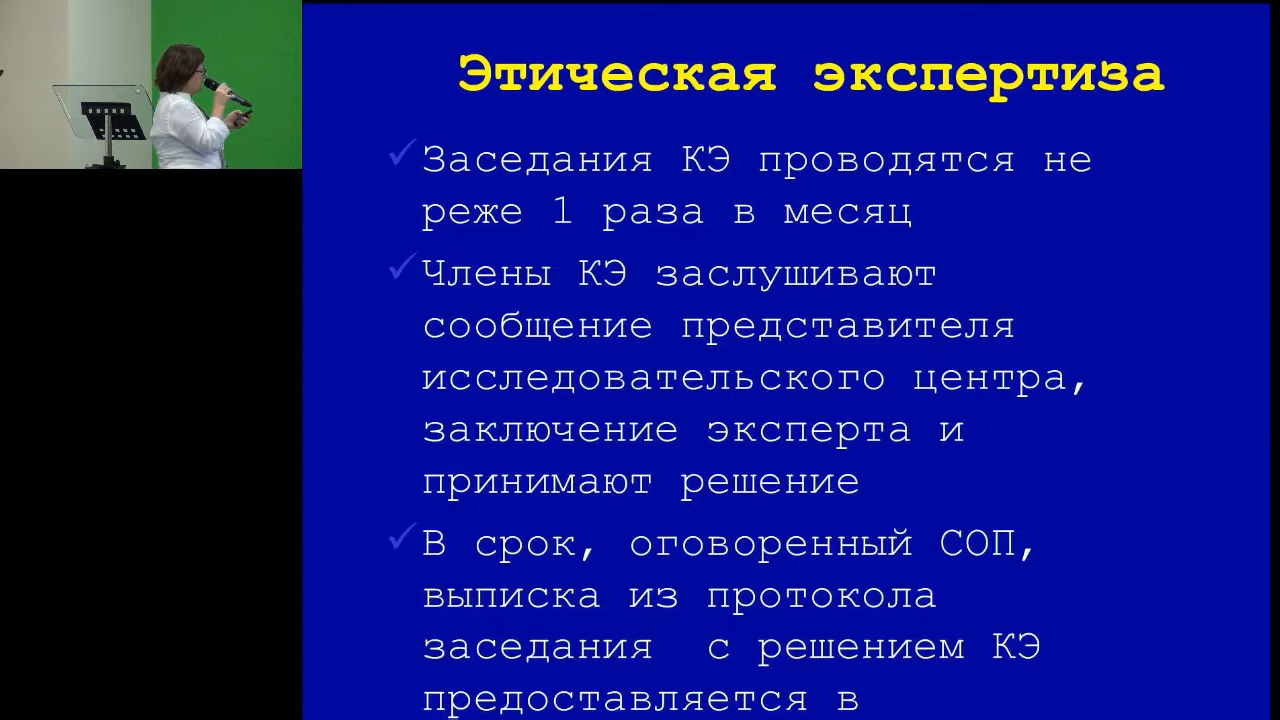 Этическая экспертиза
Заседания КЭ проводятся не
реже 1 раза в месяц
Члены КЭ заслушивают
сообщение представителя
исследовательского центра,
заключение эксперта и
принимают решение
В срок, оговоренный СОП,
выписка из протокола
заседания с решением КЭ
предоставляется в